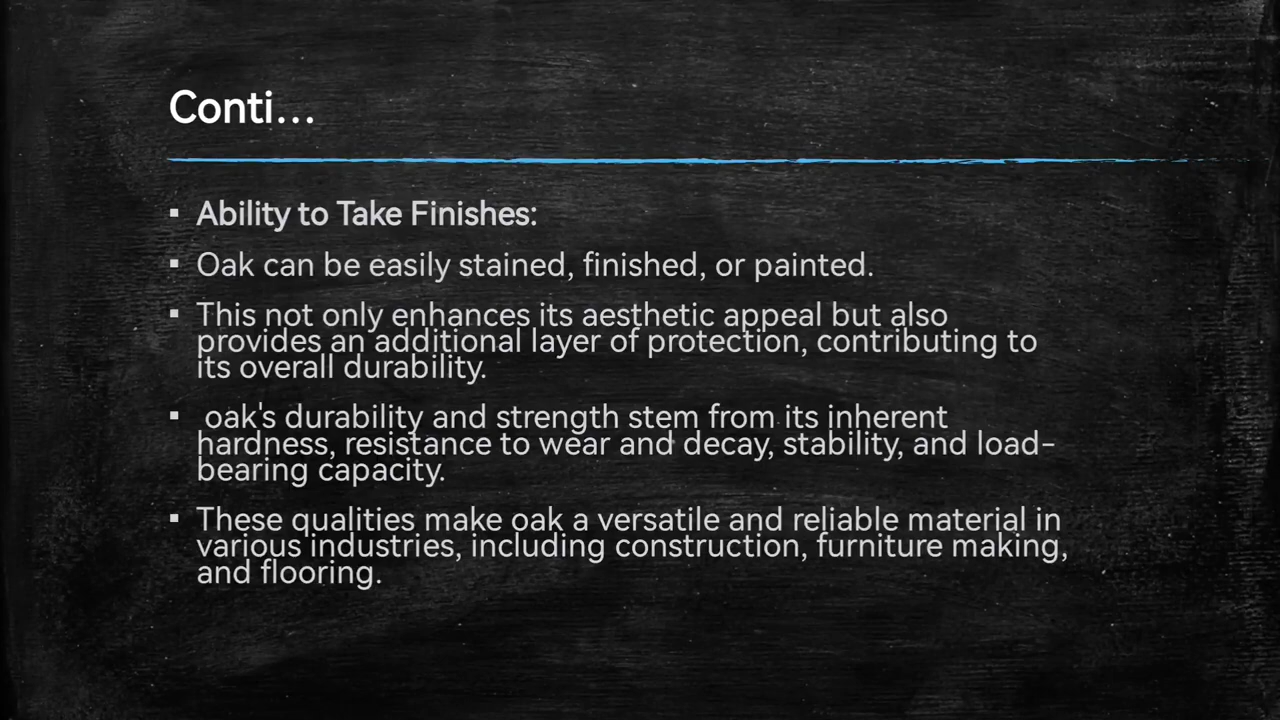 Conti...
▪ Ability to Take Finishes:
▪ Oak can be easily stained, finished, or painted.
▪ This not only enhances its aesthetic appeal but also
provides an additional layer of protection, contributing to
its overall durability.
▪ oak's durability and strength stem from its inherent
hardness, resistance to wear and decay, stability, and load-
bearing capacity.
▪ These qualities make oak a versatile and reliable material in
various industries, including construction, furniture making,
and flooring.